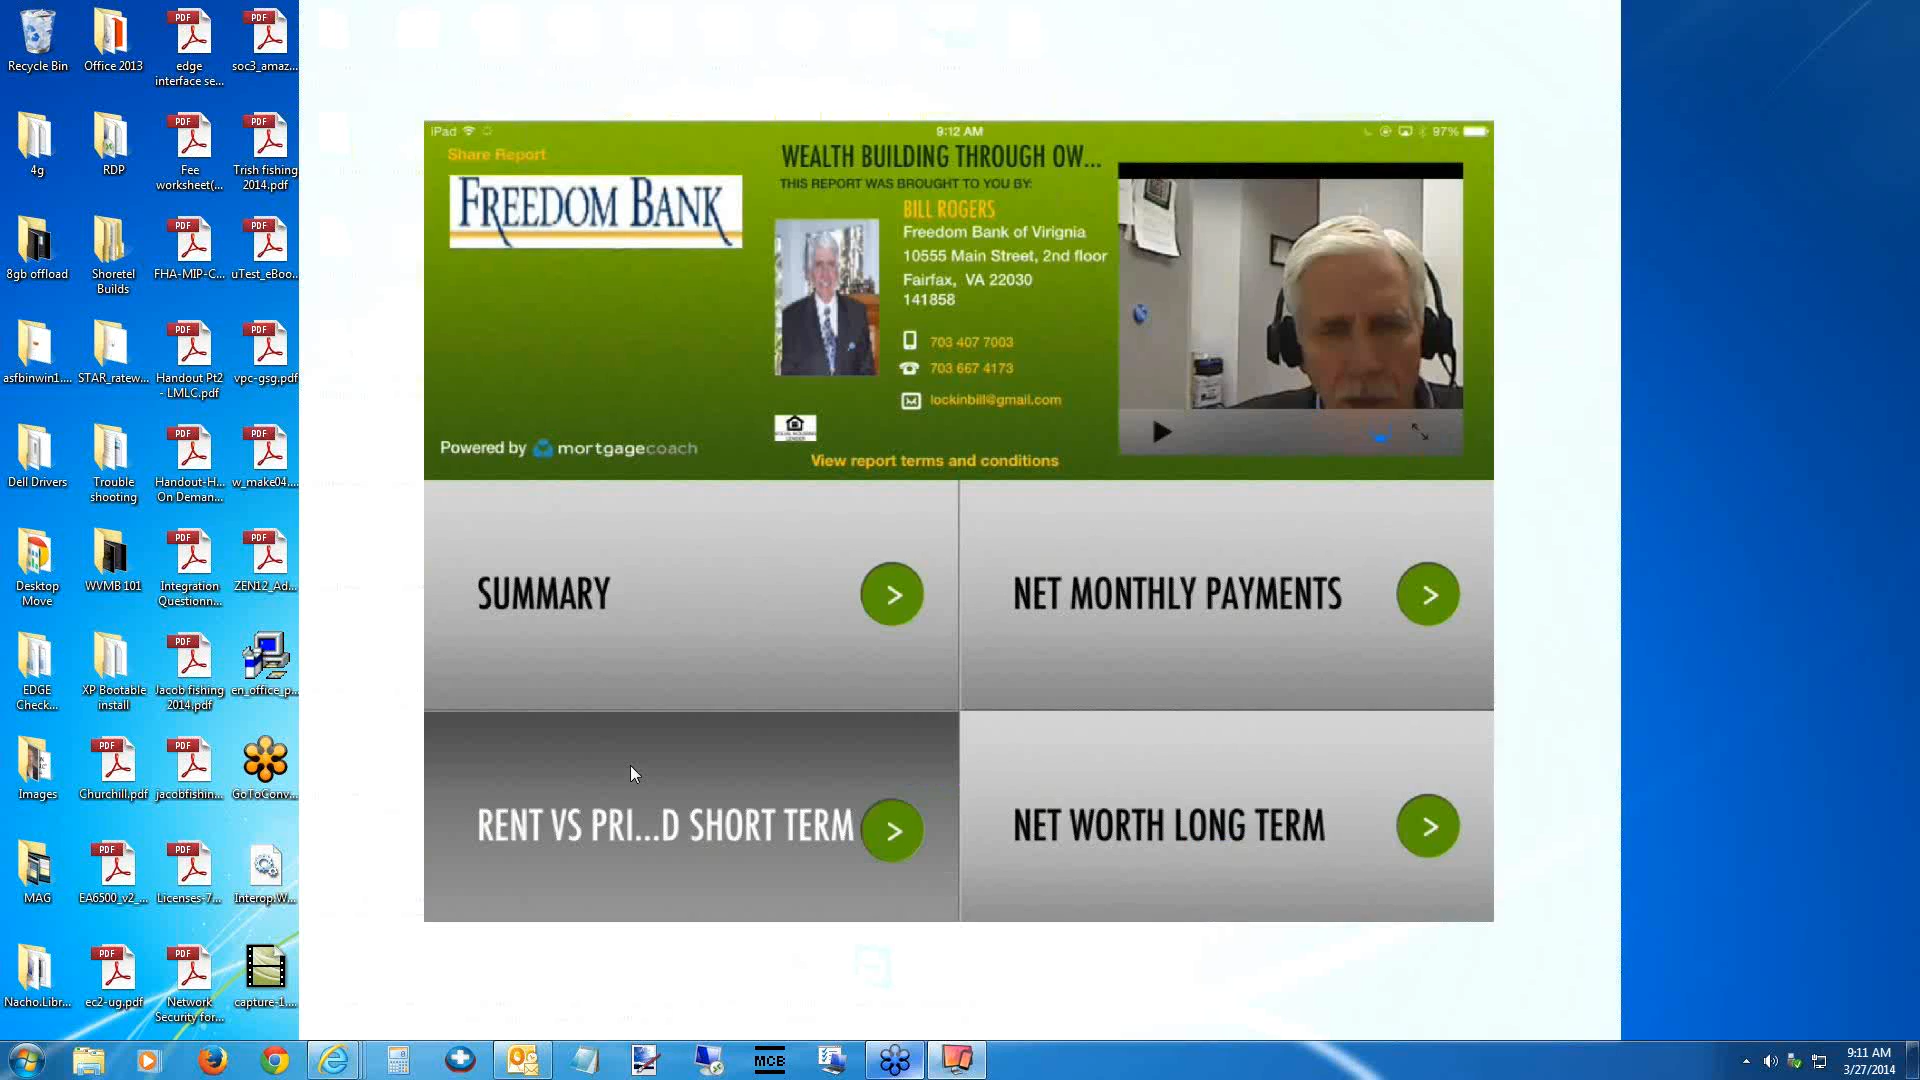 Recycle Bin
Office 2013
edge
interface se...
soc3_amaz...
4g
RDP
Fee
worksheet(...
Trish fishing
2014.pdf
8gb offload
Shoretel
Builds
FHA-MIP-C...
uTest_eBoo...
asfbinwin1....
STAR_ratew...
Handout Pt2
- LMLC.pdf
vpc-gsg.pdf
Dell Drivers
Trouble
shooting
Handout-H...
On Deman...
w_make04....
Desktop
Move
WVMB 101
Integration
Questionn...
ZEN12_Ad...
EDGE
Check...
XP Bootable
install
Jacob fishing
2014.pdf
en_office_p...
Images
Churchill.pdf
jacobfishin...
GoToConv...
MAG
EA6500_v2_...
Licenses-7...
Interop.W...
Nacho.Libr...
ec2-ug.pdf
Network
Security for...
capture-1....
iPad
9:12 AM
97%
Share Report
FREEDOM BANK
WEALTH BUILDING THROUGH OW...
THIS REPORT WAS BROUGHT TO YOU BY:
BILL ROGERS
Freedom Bank of Virignia
10555 Main Street, 2nd floor
Fairfax, VA 22030
141858
703 407 7003
703 667 4173
lockinbill@gmail.com
Powered by mortgagecoach
View report terms and conditions
SUMMARY
NET MONTHLY PAYMENTS
RENT VS PRI...D SHORT TERM
NET WORTH LONG TERM
MCB
9:11 AM
3/27/2014